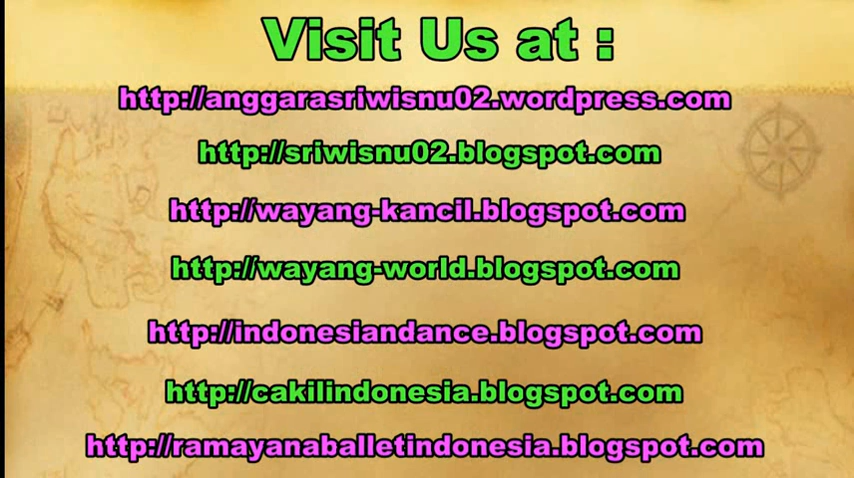 Visit Us at :
http://anggarasriwisnu02.wordpress.com
http://sriwisnu02.blogspot.com
http://wayang-kancil.blogspot.com
http://wayang-world.blogspot.com
http://indonesiandance.blogspot.com
http://cakilindonesia.blogspot.com
http://ramayanaballetindonesia.blogspot.com